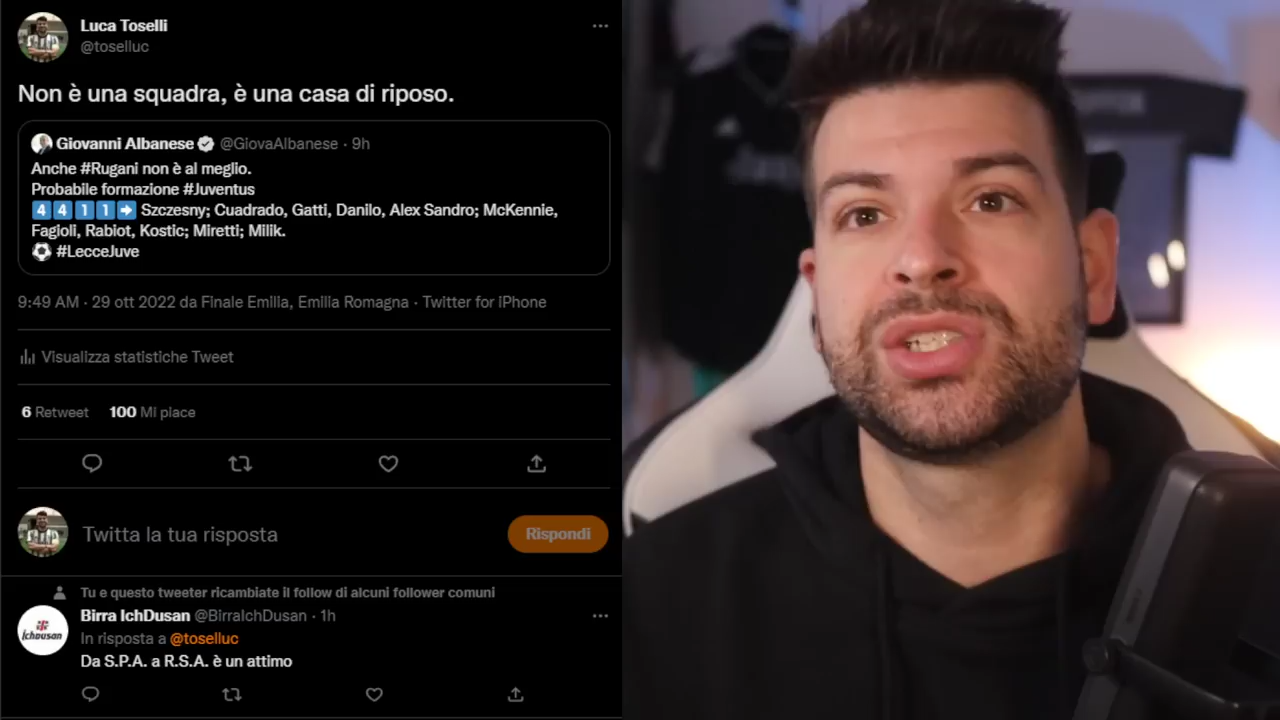 Luca Toselli
@toselluc
Non è una squadra, è una casa di riposo.
Giovanni Albanese @GiovaAlbanese · 9h
Anche #Rugani non è al meglio.
Probabile formazione #Juventus
4️⃣4️⃣1️⃣1️⃣➡️ Szczesny; Cuadrado, Gatti, Danilo, Alex Sandro; McKennie,
Fagioli, Rabiot, Kostic; Miretti; Milik.
⚽ #LecceJuve
9:49 AM · 29 ott 2022 da Finale Emilia, Emilia Romagna · Twitter for iPhone
Visualizza statistiche Tweet
6 Retweet 100 Mi piace
Twitta la tua risposta
Rispondi
Tu e questo tweeter ricambiate il follow di alcuni follower comuni
Birra IchDusan @BirraIchDusan · 1h
ichdusan
In risposta a @toselluc
Da S.P.A. a R.S.A. è un attimo